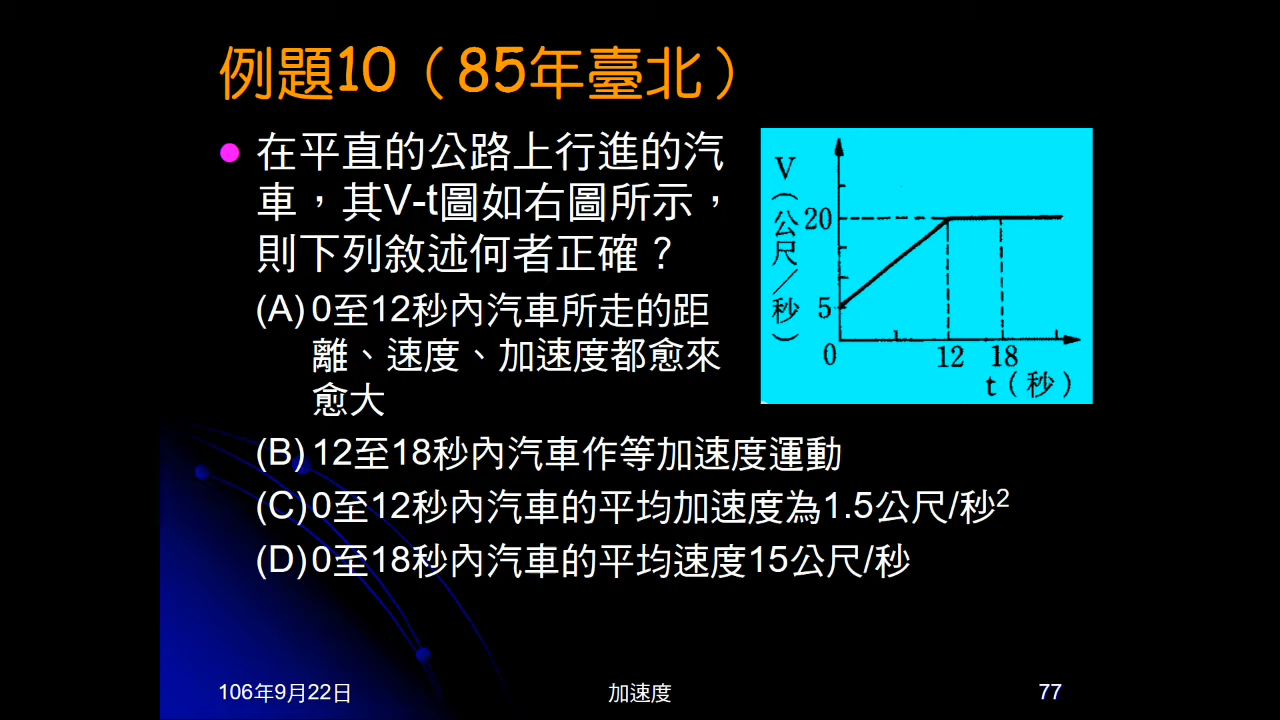 例題10（85年臺北）
在平直的公路上行進的汽
車，其V-t圖如右圖所示，
則下列敘述何者正確？
(A)0至12秒內汽車所走的距
離、速度、加速度都愈來
愈大
(B)12至18秒內汽車作等加速度運動
(C)0至12秒內汽車的平均加速度為1.5公尺/秒²
(D)0至18秒內汽車的平均速度15公尺/秒
V（公尺/秒）
20
5
0
12
18
t（秒）
106年9月22日
加速度
77